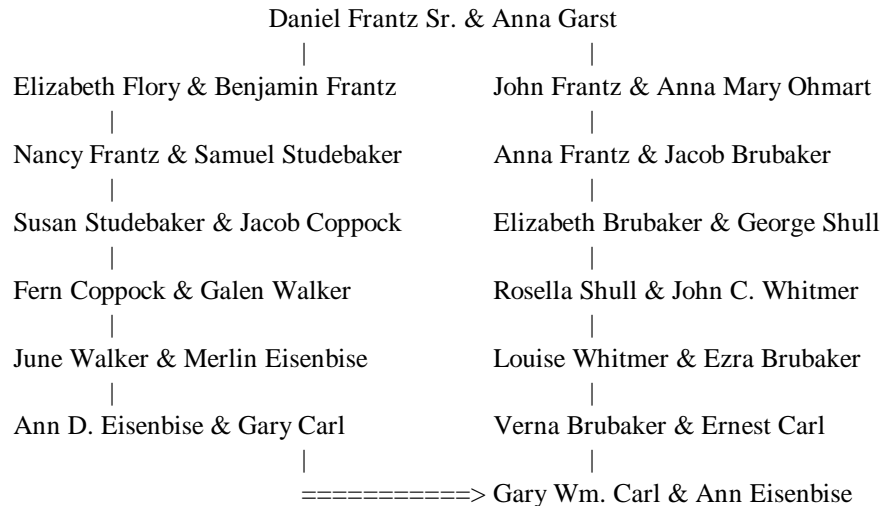 Daniel Frantz Sr. & Anna Garst
| |
Elizabeth Flory & Benjamin Frantz John Frantz & Anna Mary Ohmart
| |
Nancy Frantz & Samuel Studebaker Anna Frantz & Jacob Brubaker
| |
Susan Studebaker & Jacob Coppock Elizabeth Brubaker & George Shull
| |
Fern Coppock & Galen Walker Rosella Shull & John C. Whitmer
| |
June Walker & Merlin Eisenbise Louise Whitmer & Ezra Brubaker
| |
Ann D. Eisenbise & Gary Carl Verna Brubaker & Ernest Carl
| |
===========> Gary Wm. Carl & Ann Eisenbise